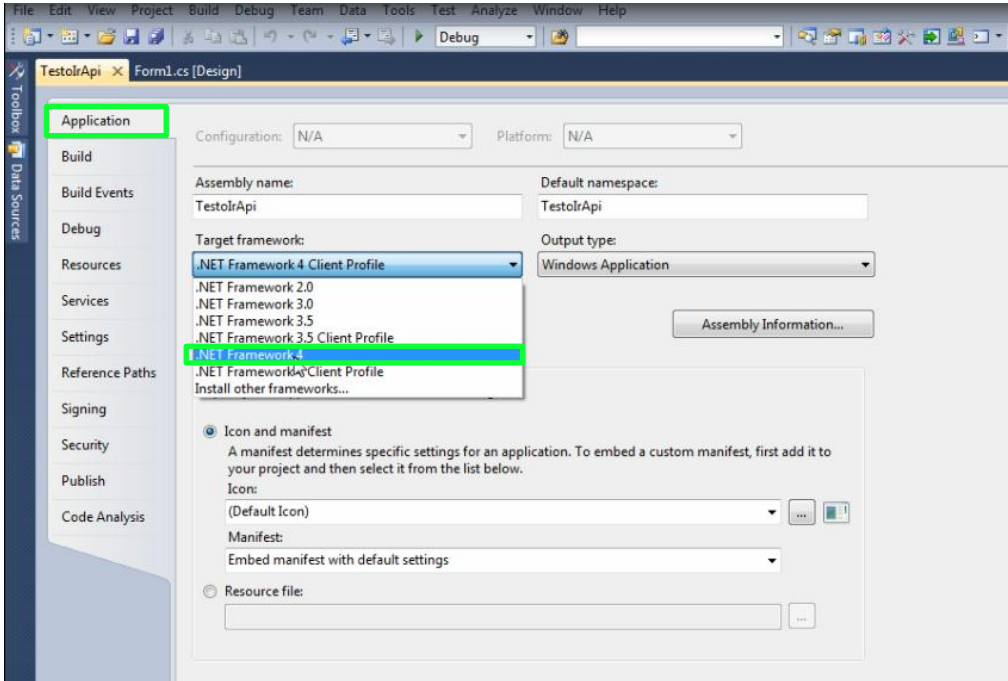 File Edit View Project Build Debug Team Data Tools Test Analyze Window Help
Debug
TestoIrApi Form1.cs [Design]
Toolbox
Data Sources
Application
Build
Build Events
Debug
Resources
Services
Settings
Reference Paths
Signing
Security
Publish
Code Analysis
Configuration: N/A Platform: N/A
Assembly name: Default namespace:
TestoIrApi TestoIrApi
Target framework: Output type:
.NET Framework 4 Client Profile Windows Application
.NET Framework 2.0
.NET Framework 3.0
.NET Framework 3.5
.NET Framework 3.5 Client Profile
.NET Framework 4
.NET Framework Client Profile
Install other frameworks...
Assembly Information...
Icon and manifest
A manifest determines specific settings for an application. To embed a custom manifest, first add it to
your project and then select it from the list below.
Icon:
(Default Icon) ...
Manifest:
Embed manifest with default settings
Resource file:
...